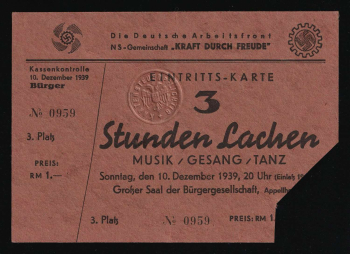 Die Deutsche Arbeitsfront
NS-Gemeinschaft „KRAFT DURCH FREUDE"
Kassenkontrolle
10. Dezember 1939
Bürger
№ 0959
3. Platz
PREIS:
RM 1.—
EINTRITTS-KARTE
3
Stunden Lachen
MUSIK / GESANG / TANZ
Sonntag, den 10. Dezember 1939, 20 Uhr (Einlaß
Großer Saal der Bürgergesellschaft,
3. Platz № 0959 PREIS: RM 1.